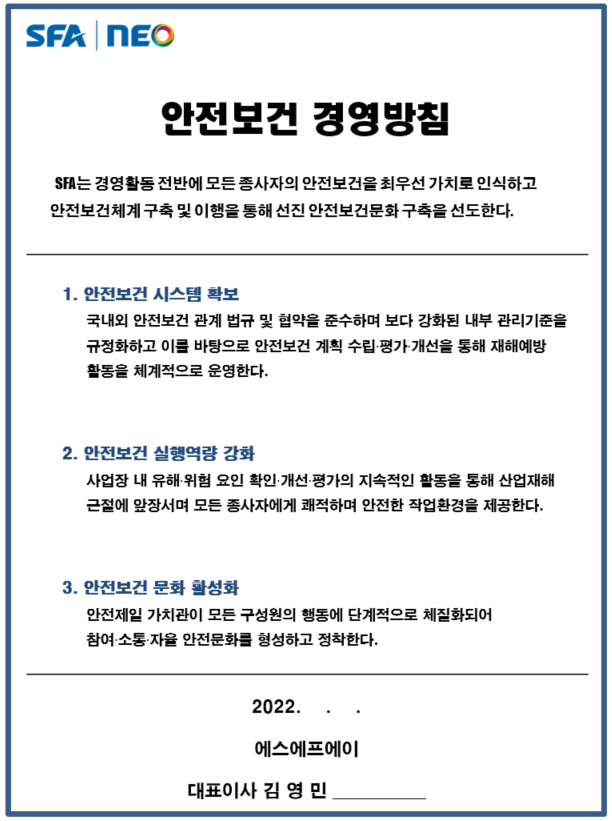 SFA NEO
안전보건 경영방침
SFA는 경영활동 전반에 모든 종사자의 안전보건을 최우선 가치로 인식하고
안전보건체계 구축 및 이행을 통해 선진 안전보건문화 구축을 선도한다.
1. 안전보건 시스템 확보
국내외 안전보건 관계 법규 및 협약을 준수하며 보다 강화된 내부 관리기준을
규정화하고 이를 바탕으로 안전보건 계획 수립·평가·개선을 통해 재해예방
활동을 체계적으로 운영한다.
2. 안전보건 실행역량 강화
사업장 내 유해·위험 요인 확인·개선·평가의 지속적인 활동을 통해 산업재해
근절에 앞장서며 모든 종사자에게 쾌적하며 안전한 작업환경을 제공한다.
3. 안전보건 문화 활성화
안전제일 가치관이 모든 구성원의 행동에 단계적으로 체질화되어
참여·소통·자율 안전문화를 형성하고 정착한다.
2022. . .
에스에프에이
대표이사 김 영 민 __________